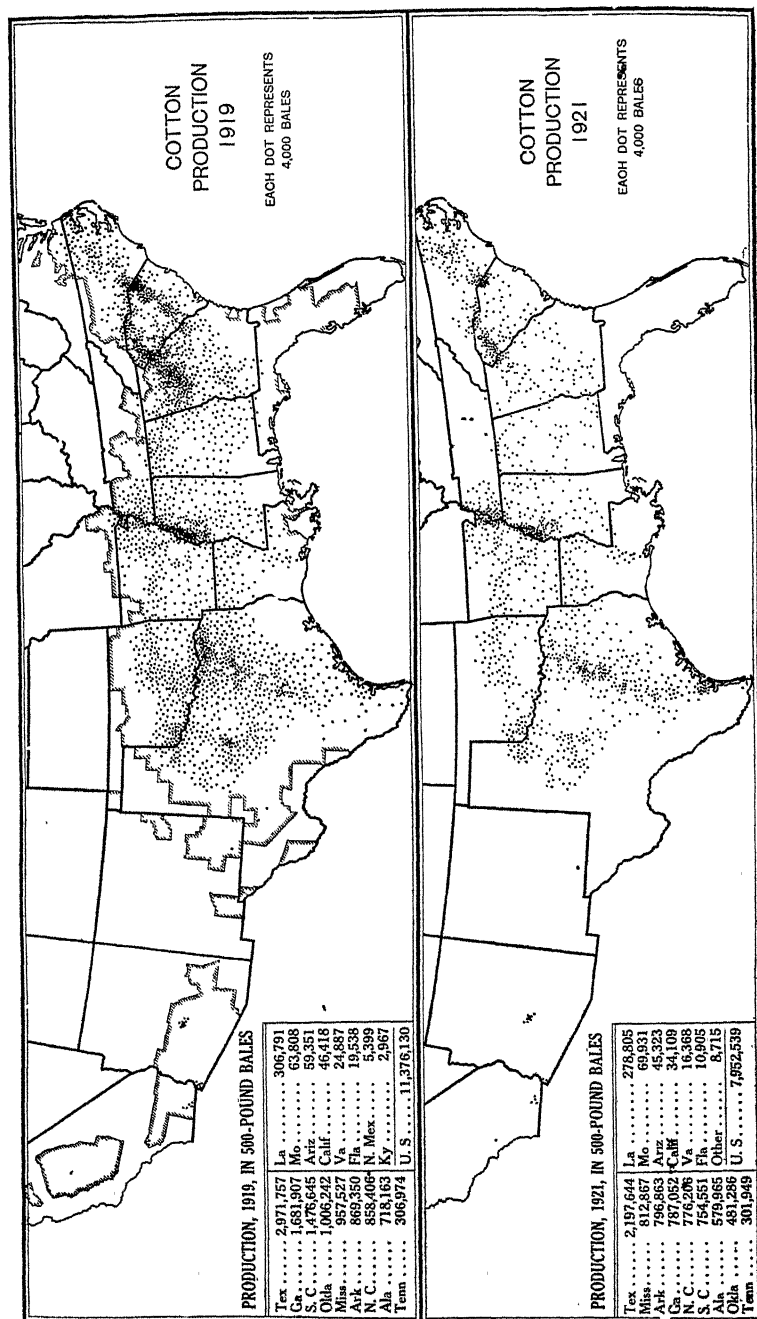 COTTON
PRODUCTION
1919
EACH DOT REPRESENTS
4,000 BALES
PRODUCTION, 1919, IN 500-POUND BALES
Tex ..... 2,971,757
Ga ..... 1,681,907
S. C ..... 1,476,645
Okla ..... 1,006,242
Miss ..... 957,527
Ark ..... 869,350
N. C ..... 858,406
Ala ..... 718,163
Tenn ..... 306,974
La ..... 306,791
Mo ..... 63,808
Ariz ..... 59,351
Calif ..... 46,418
Va ..... 24,887
Fla ..... 19,538
N. Mex ..... 5,399
Ky ..... 2,967
U. S ..... 11,376,130
COTTON
PRODUCTION
1921
EACH DOT REPRESENTS
4,000 BALES
PRODUCTION, 1921, IN 500-POUND BALES
Tex ..... 2,197,644
Miss ..... 812,867
Ark ..... 796,863
Ga ..... 787,052
N. C ..... 776,206
S. C ..... 754,551
Ala ..... 579,965
Okla ..... 481,286
Tenn ..... 301,949
La ..... 278,805
Mo ..... 69,931
Ariz ..... 45,323
Calif ..... 34,109
Va ..... 16,368
Fla ..... 10,905
Other ..... 8,715
U. S ..... 7,952,539